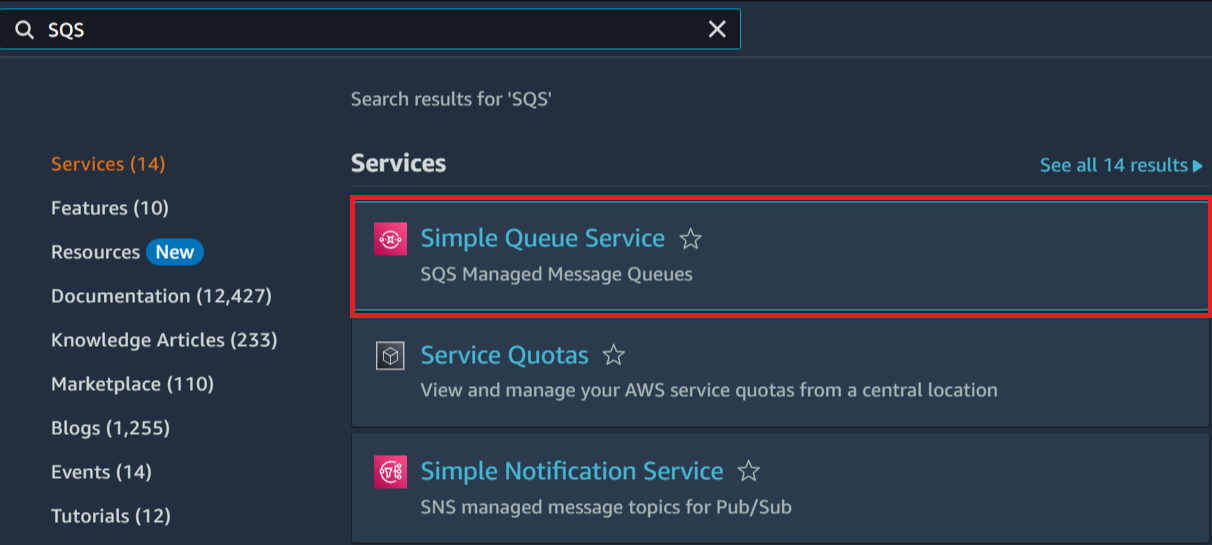 SQS
Search results for 'SQS'
Services (14)
Features (10)
Resources New
Documentation (12,427)
Knowledge Articles (233)
Marketplace (110)
Blogs (1,255)
Events (14)
Tutorials (12)
Services
See all 14 results
Simple Queue Service
SQS Managed Message Queues
Service Quotas
View and manage your AWS service quotas from a central location
Simple Notification Service
SNS managed message topics for Pub/Sub